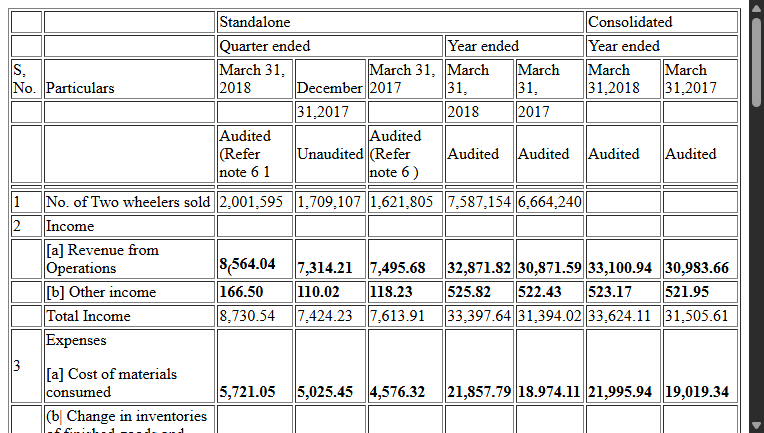 Standalone Consolidated
Quarter ended Year ended Year ended
S, No. Particulars March 31, 2018 December March 31, 2017 March 31, March 31, March 31,2018 March 31,2017
31,2017 2018 2017
Audited (Refer note 6 1 Unaudited Audited (Refer note 6 ) Audited Audited Audited Audited
1 No. of Two wheelers sold 2,001,595 1,709,107 1,621,805 7,587,154 6,664,240
2 Income
[a] Revenue from Operations 8,(564.04 7,314.21 7,495.68 32,871.82 30,871.59 33,100.94 30,983.66
[b] Other income 166.50 110.02 118.23 525.82 522.43 523.17 521.95
Total Income 8,730.54 7,424.23 7,613.91 33,397.64 31,394.02 33,624.11 31,505.61
3 Expenses
[a] Cost of materials consumed 5,721.05 5,025.45 4,576.32 21,857.79 18.974.11 21,995.94 19,019.34
(b| Change in inventories